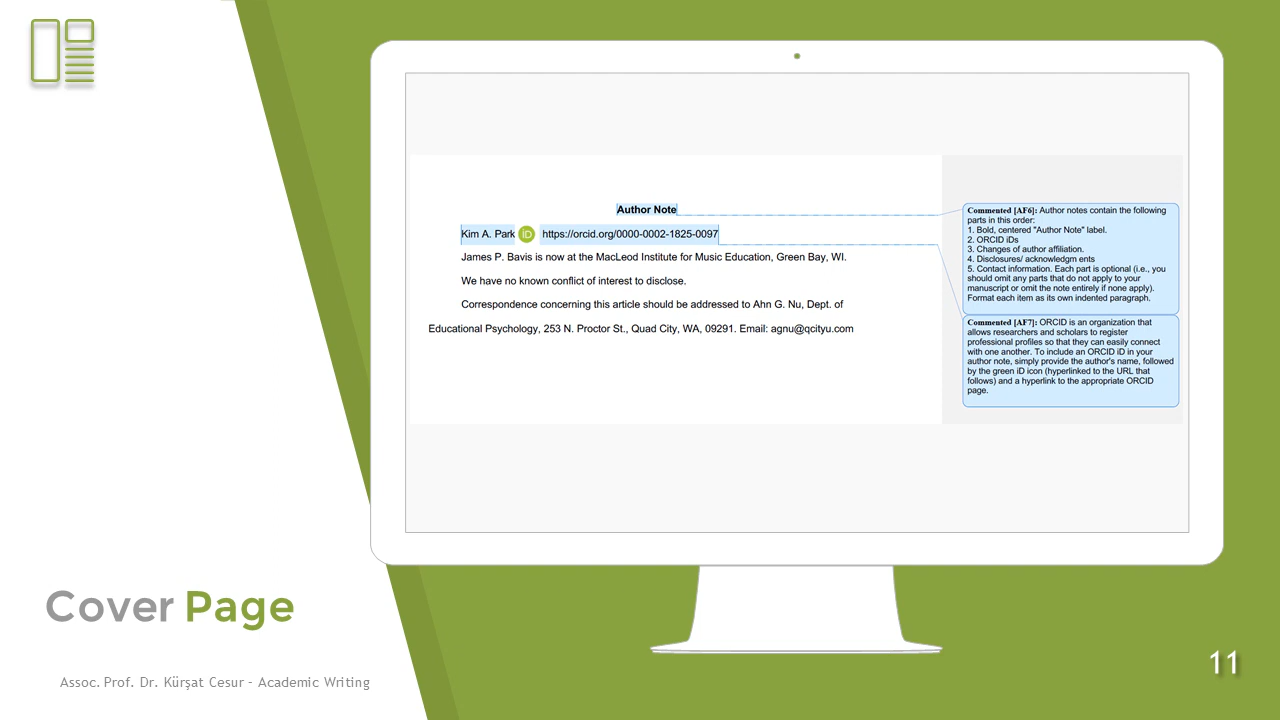 Author Note
Kim A. Park iD https://orcid.org/0000-0002-1825-0097
James P. Bavis is now at the MacLeod Institute for Music Education, Green Bay, WI.
We have no known conflict of interest to disclose.
Correspondence concerning this article should be addressed to Ahn G. Nu, Dept. of
Educational Psychology, 253 N. Proctor St., Quad City, WA, 09291. Email: agnu@qcityu.com
Commented [AF6]: Author notes contain the following
parts in this order:
1. Bold, centered "Author Note" label.
2. ORCID iDs
3. Changes of author affiliation.
4. Disclosures/ acknowledgm ents
5. Contact information. Each part is optional (i.e., you
should omit any parts that do not apply to your
manuscript or omit the note entirely if none apply).
Format each item as its own indented paragraph.
Commented [AF7]: ORCID is an organization that
allows researchers and scholars to register
professional profiles so that they can easily connect
with one another. To include an ORCID iD in your
author note, simply provide the author's name, followed
by the green iD icon (hyperlinked to the URL that
follows) and a hyperlink to the appropriate ORCID
page.
Cover Page
Assoc. Prof. Dr. Kürşat Cesur - Academic Writing
11